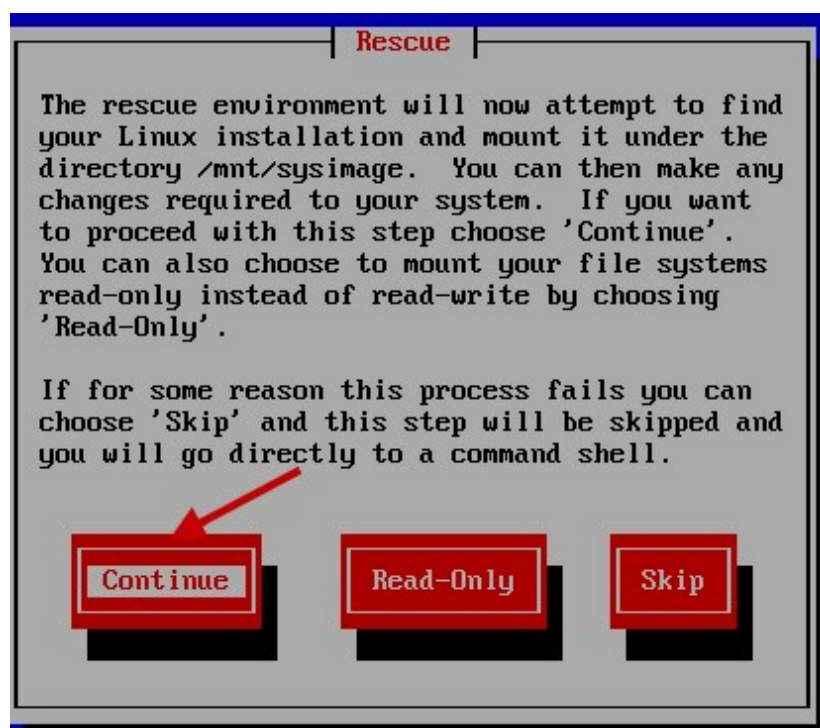 Rescue
The rescue environment will now attempt to find
your Linux installation and mount it under the
directory /mnt/sysimage.  You can then make any
changes required to your system.  If you want
to proceed with this step choose 'Continue'.
You can also choose to mount your file systems
read-only instead of read-write by choosing
'Read-Only'.
If for some reason this process fails you can
choose 'Skip' and this step will be skipped and
you will go directly to a command shell.
Continue Read-Only Skip